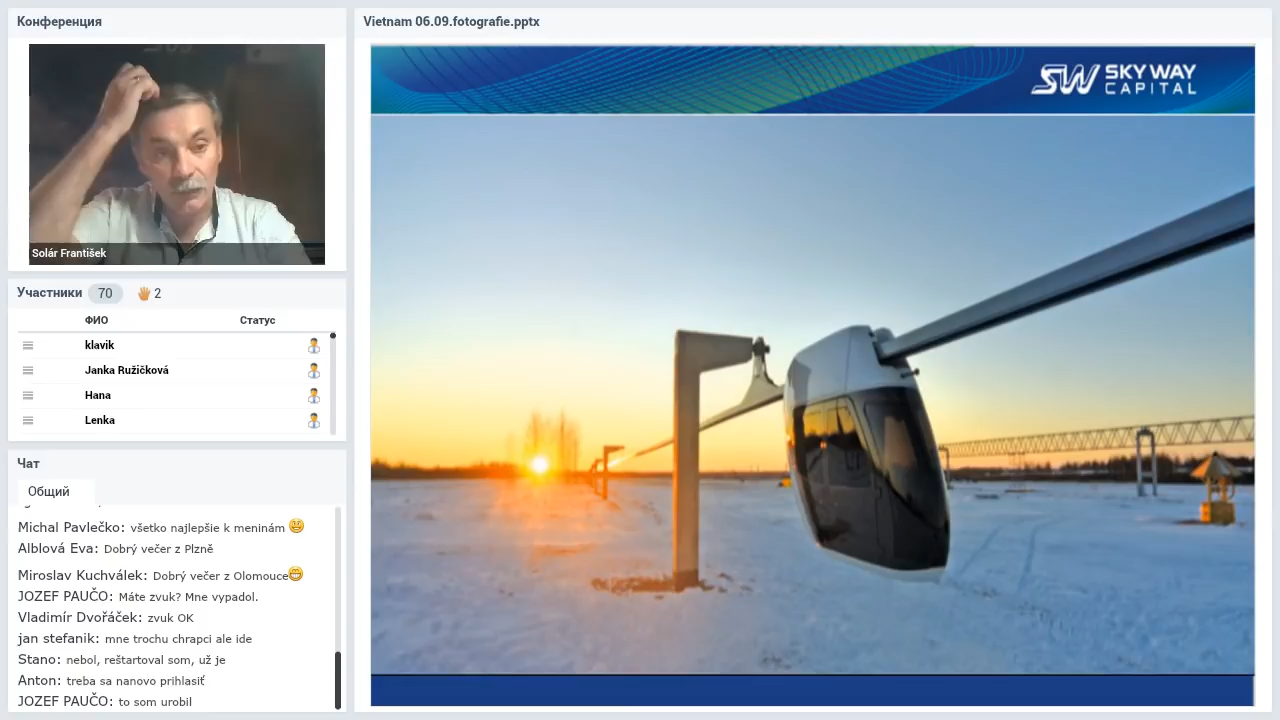 Конференция
Solár František
Участники 70 2
ФИО Статус
klavik
Janka Ružičková
Hana
Lenka
Чат
Общий
Michal Pavlečko: všetko najlepšie k meninám
Alblová Eva: Dobrý večer z Plzně
Miroslav Kuchválek: Dobrý večer z Olomouce
JOZEF PAUČO: Máte zvuk? Mne vypadol.
Vladimír Dvořáček: zvuk OK
jan stefanik: mne trochu chrapci ale ide
Stano: nebol, reštartoval som, už je
Anton: treba sa nanovo prihlasiť
JOZEF PAUČO: to som urobil
Vietnam 06.09.fotografie.pptx
SW SKY WAY
CAPITAL